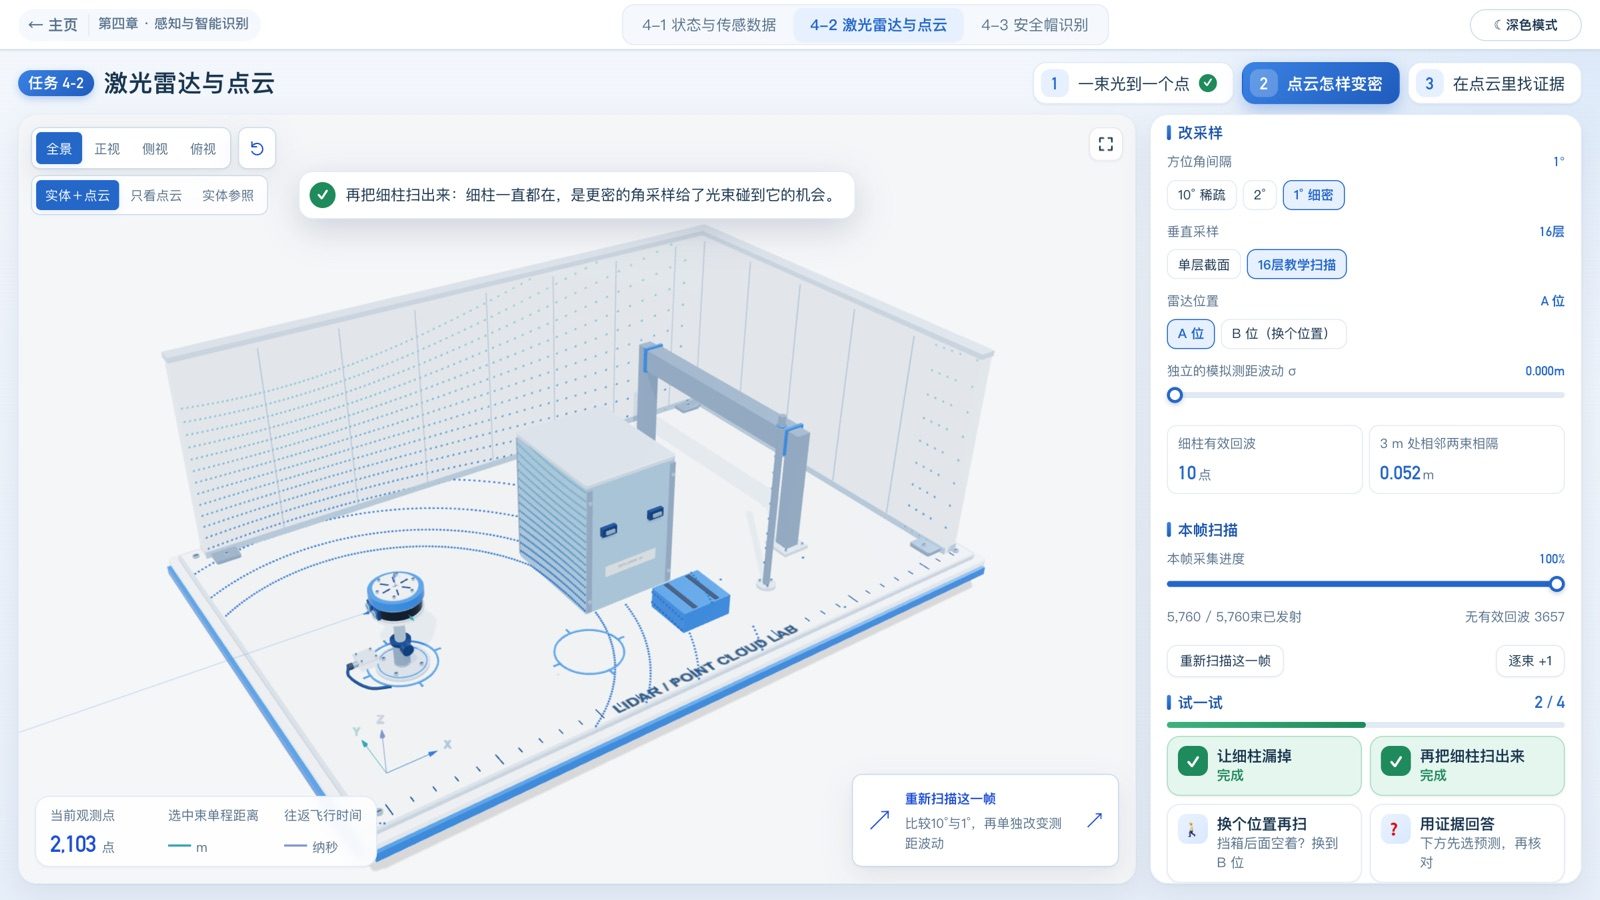 ← 主页
第四章 · 感知与智能识别
4-1 状态与传感数据
4-2 激光雷达与点云
4-3 安全帽识别
☾ 深色模式
任务 4-2
激光雷达与点云
1 一束光到一个点
2 点云怎样变密
3 在点云里找证据
全景
正视
侧视
俯视
实体＋点云
只看点云
实体参照
再把细柱扫出来：细柱一直都在，是更密的角采样给了光束碰到它的机会。
LIDAR / POINT CLOUD LAB
Z
Y
X
当前观测点
2,103 点
选中束单程距离
m
往返飞行时间
纳秒
重新扫描这一帧
比较10°与1°，再单独改变测
距波动
改采样
方位角间隔
1°
10° 稀疏
2°
1° 细密
垂直采样
16层
单层截面
16层教学扫描
雷达位置
A 位
A 位
B 位（换个位置）
独立的模拟测距波动 σ
0.000m
细柱有效回波
10 点
3 m 处相邻两束相隔
0.052 m
本帧扫描
本帧采集进度
100%
5,760 / 5,760束已发射
无有效回波 3657
重新扫描这一帧
逐束 +1
试一试
2 / 4
让细柱漏掉
完成
再把细柱扫出来
完成
换个位置再扫
挡箱后面空着？换到
B 位
用证据回答
下方先选预测，再核
对